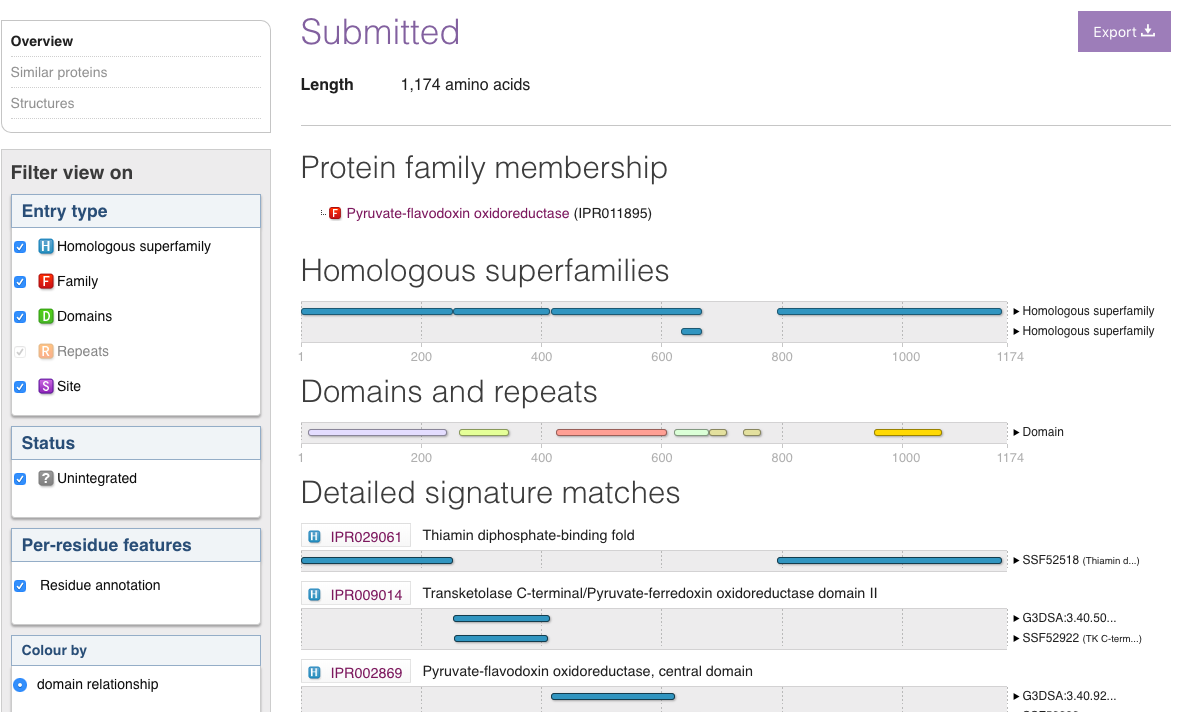 Overview
Similar proteins
Structures
Filter view on
Entry type
H Homologous superfamily
F Family
D Domains
R Repeats
S Site
Status
? Unintegrated
Per-residue features
Residue annotation
Colour by
domain relationship
Submitted
Export
Length 1,174 amino acids
Protein family membership
F Pyruvate-flavodoxin oxidoreductase (IPR011895)
Homologous superfamilies
Homologous superfamily
Homologous superfamily
1 200 400 600 800 1000 1174
Domains and repeats
Domain
1 200 400 600 800 1000 1174
Detailed signature matches
H IPR029061 Thiamin diphosphate-binding fold
SSF52518 (Thiamin d...)
H IPR009014 Transketolase C-terminal/Pyruvate-ferredoxin oxidoreductase domain II
G3DSA:3.40.50...
SSF52922 (TK C-term...)
H IPR002869 Pyruvate-flavodoxin oxidoreductase, central domain
G3DSA:3.40.92...